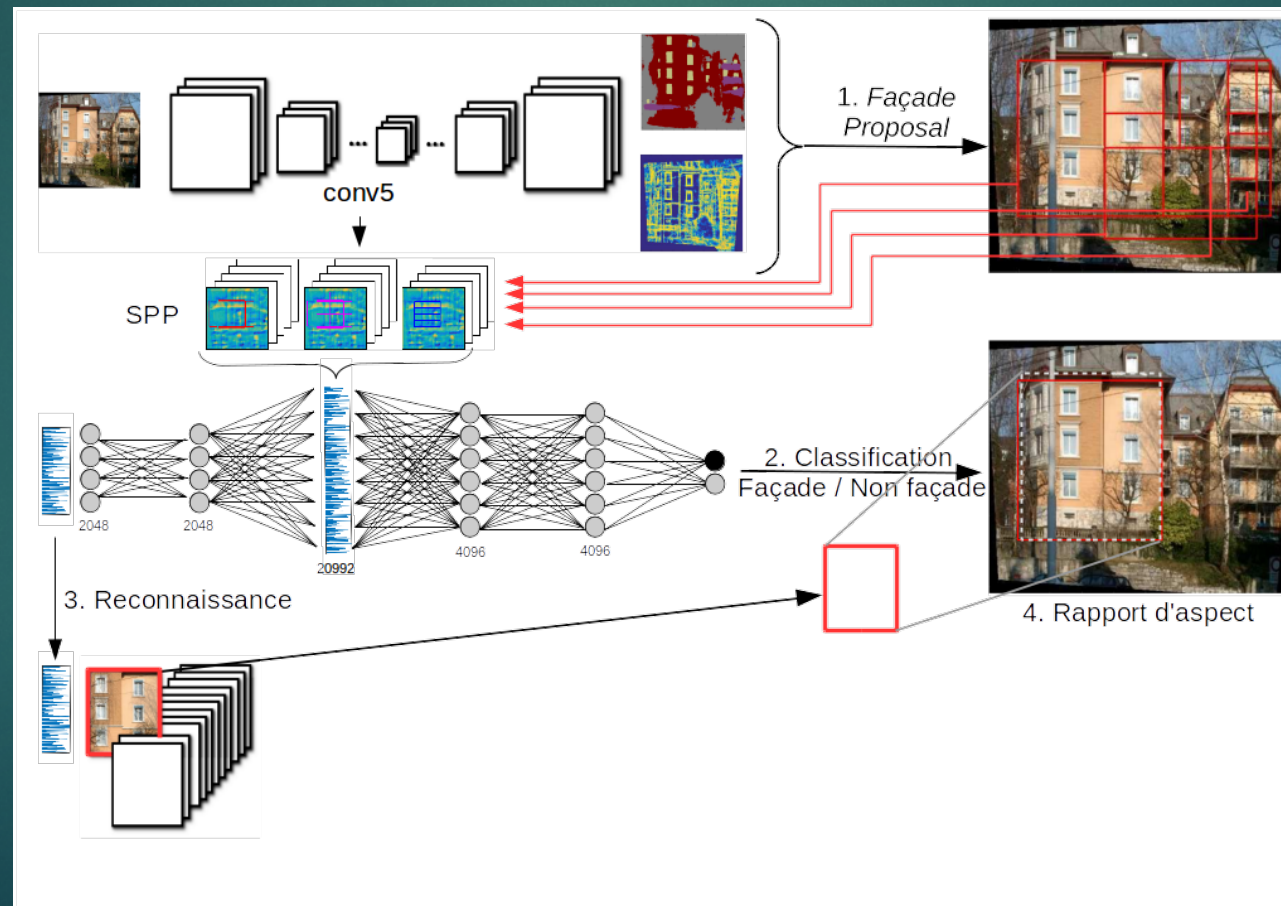 1. Façade
Proposal
... ...
conv5
SPP
2048
2048
20992
4096
4096
2. Classification
Façade / Non façade
3. Reconnaissance
4. Rapport d'aspect